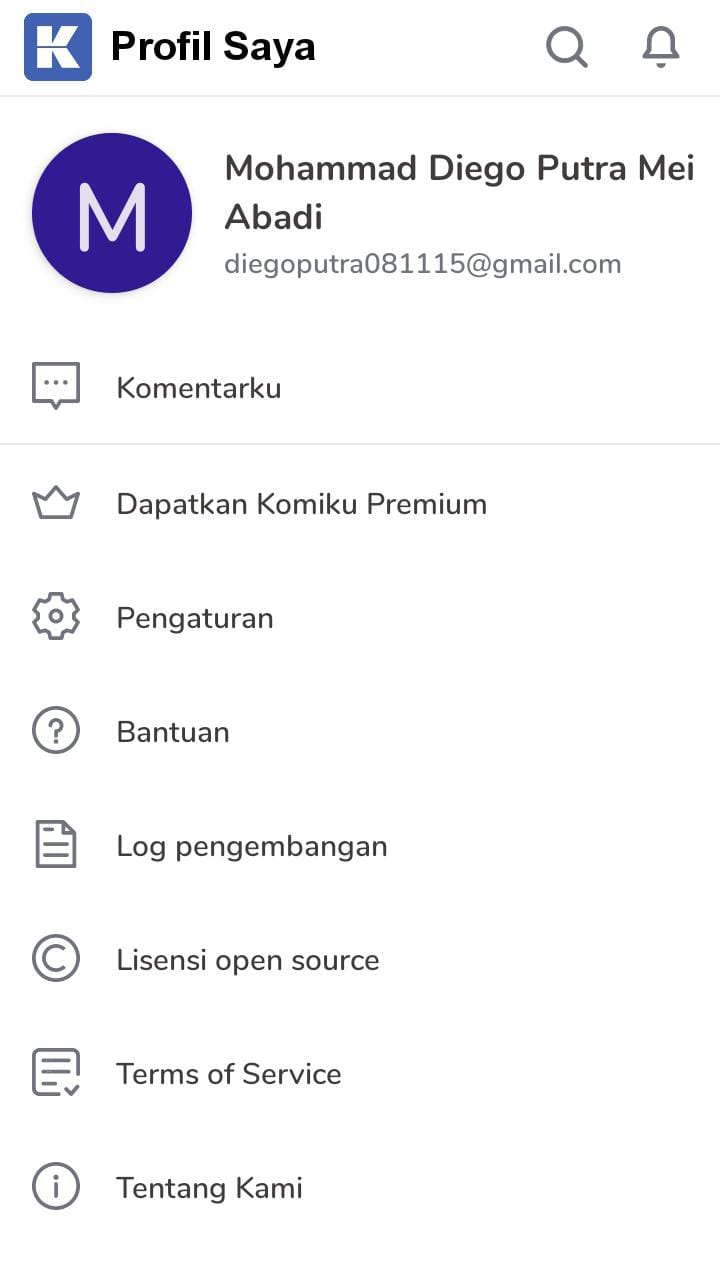 K Profil Saya
M
Mohammad Diego Putra Mei
Abadi
diegoputra081115@gmail.com
Komentarku
Dapatkan Komiku Premium
Pengaturan
Bantuan
Log pengembangan
Lisensi open source
Terms of Service
Tentang Kami